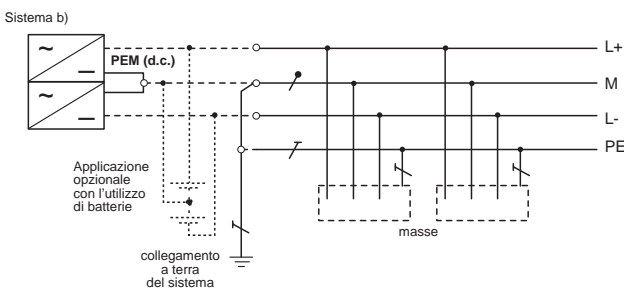 Sistema b)
~
–
PEM (d.c.)
~
–
L+
M
L-
PE
Applicazione
opzionale
con l'utilizzo
di batterie
masse
collegamento
a terra
del sistema